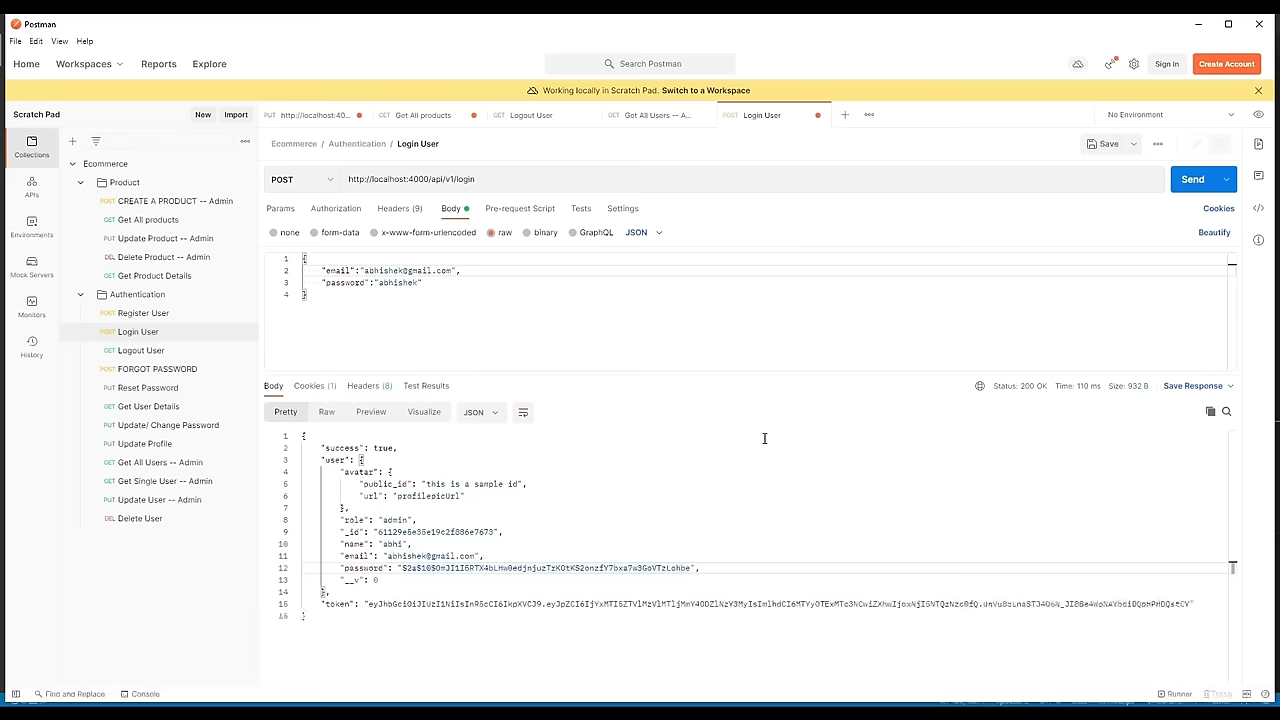 Postman
File Edit View Help
Home Workspaces Reports Explore Search Postman Sign In Create Account
Working locally in Scratch Pad. Switch to a Workspace
Scratch Pad New Import PUT http://localhost:40... GET Get All products GET Logout User GET Get All Users -- A... POST Login User No Environment
Collections
APIs
Environments
Mock Servers
Monitors
History
Ecommerce
Product
POST CREATE A PRODUCT -- Admin
GET Get All products
PUT Update Product -- Admin
DEL Delete Product -- Admin
GET Get Product Details
Authentication
POST Register User
POST Login User
GET Logout User
POST FORGOT PASSWORD
PUT Reset Password
GET Get User Details
PUT Update/ Change Password
PUT Update Profile
GET Get All Users -- Admin
GET Get Single User -- Admin
PUT Update User -- Admin
DEL Delete User
Ecommerce / Authentication / Login User Save
POST http://localhost:4000/api/v1/login Send
Params Authorization Headers (9) Body Pre-request Script Tests Settings Cookies
none form-data x-www-form-urlencoded raw binary GraphQL JSON Beautify
1 {
2 "email":"abhishek@gmail.com",
3 "password":"abhishek"
4 }
Body Cookies (1) Headers (8) Test Results Status: 200 OK Time: 110 ms Size: 932 B Save Response
Pretty Raw Preview Visualize JSON
1 {
2 "success": true,
3 "user": {
4 "avatar": {
5 "public_id": "this is a sample id",
6 "url": "profilepicUrl"
7 },
8 "role": "admin",
9 "_id": "61129e5e35e19c2f886e7673",
10 "name": "abhi",
11 "email": "abhishek@gmail.com",
12 "password":
13 "__v": 0
14 },
15 "token":
16 }
Find and Replace Console Runner Trash